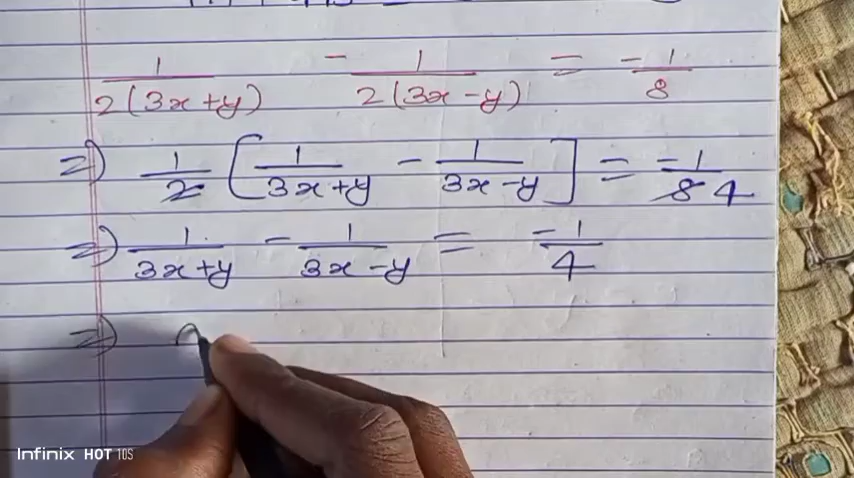 1/2(3x+y) - 1/2(3x-y) = -1/8
=) 1/2 [1/3x+y - 1/3x-y] = -1/8 4
=) 1/3x+y - 1/3x-y = -1/4
=)
Infinix HOT 10S